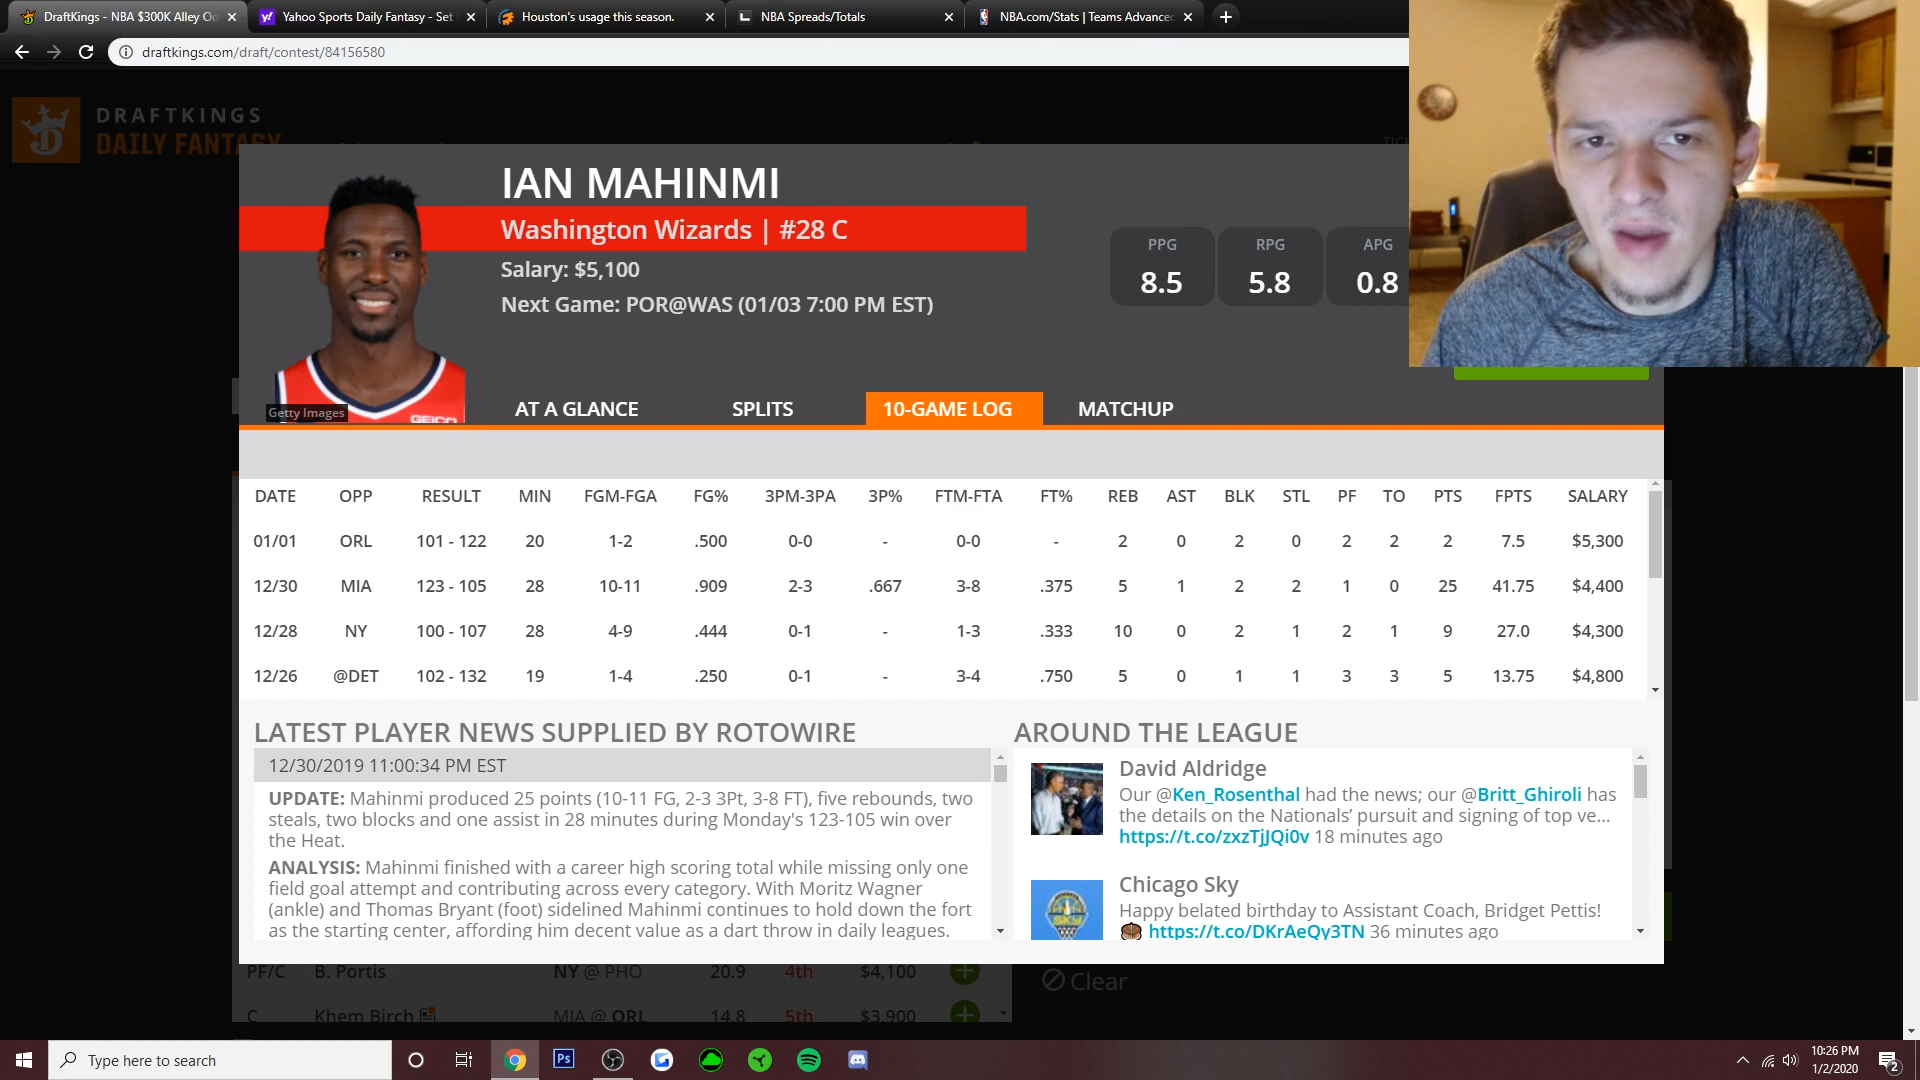 DraftKings - NBA $300K Alley Oo
Yahoo Sports Daily Fantasy - Set
Houston's usage this season.
NBA Spreads/Totals
NBA.com/Stats | Teams Advanced
draftkings.com/draft/contest/84156580
DRAFTKINGS
DAILY FANTASY
IAN MAHINMI
Washington Wizards | #28 C
Salary: $5,100
Next Game: POR@WAS (01/03 7:00 PM EST)
PPG RPG APG
8.5 5.8 0.8
Getty Images
GEICO
AT A GLANCE SPLITS 10-GAME LOG MATCHUP
DATE OPP RESULT MIN FGM-FGA FG% 3PM-3PA 3P% FTM-FTA FT% REB AST BLK STL PF TO PTS FPTS SALARY
01/01 ORL 101 - 122 20 1-2 .500 0-0 - 0-0 - 2 0 2 0 2 2 2 7.5 $5,300
12/30 MIA 123 - 105 28 10-11 .909 2-3 .667 3-8 .375 5 1 2 2 1 0 25 41.75 $4,400
12/28 NY 100 - 107 28 4-9 .444 0-1 - 1-3 .333 10 0 2 1 2 1 9 27.0 $4,300
12/26 @DET 102 - 132 19 1-4 .250 0-1 - 3-4 .750 5 0 1 1 3 3 5 13.75 $4,800
LATEST PLAYER NEWS SUPPLIED BY ROTOWIRE
12/30/2019 11:00:34 PM EST
UPDATE: Mahinmi produced 25 points (10-11 FG, 2-3 3Pt, 3-8 FT), five rebounds, two
steals, two blocks and one assist in 28 minutes during Monday's 123-105 win over
the Heat.
ANALYSIS: Mahinmi finished with a career high scoring total while missing only one
field goal attempt and contributing across every category. With Moritz Wagner
(ankle) and Thomas Bryant (foot) sidelined Mahinmi continues to hold down the fort
as the starting center, affording him decent value as a dart throw in daily leagues.
AROUND THE LEAGUE
David Aldridge
Our @Ken_Rosenthal had the news; our @Britt_Ghiroli has
the details on the Nationals' pursuit and signing of top ve...
https://t.co/zxzTjJQi0v 18 minutes ago
Chicago Sky
Happy belated birthday to Assistant Coach, Bridget Pettis!
https://t.co/DKrAeQy3TN 36 minutes ago
PF/C B. Portis NY @ PHO 20.9 4th $4,100
Clear
C Khem Birch MIA @ ORL 14.8 5th $3,900
Type here to search
Ps
10:26 PM
1/2/2020
2